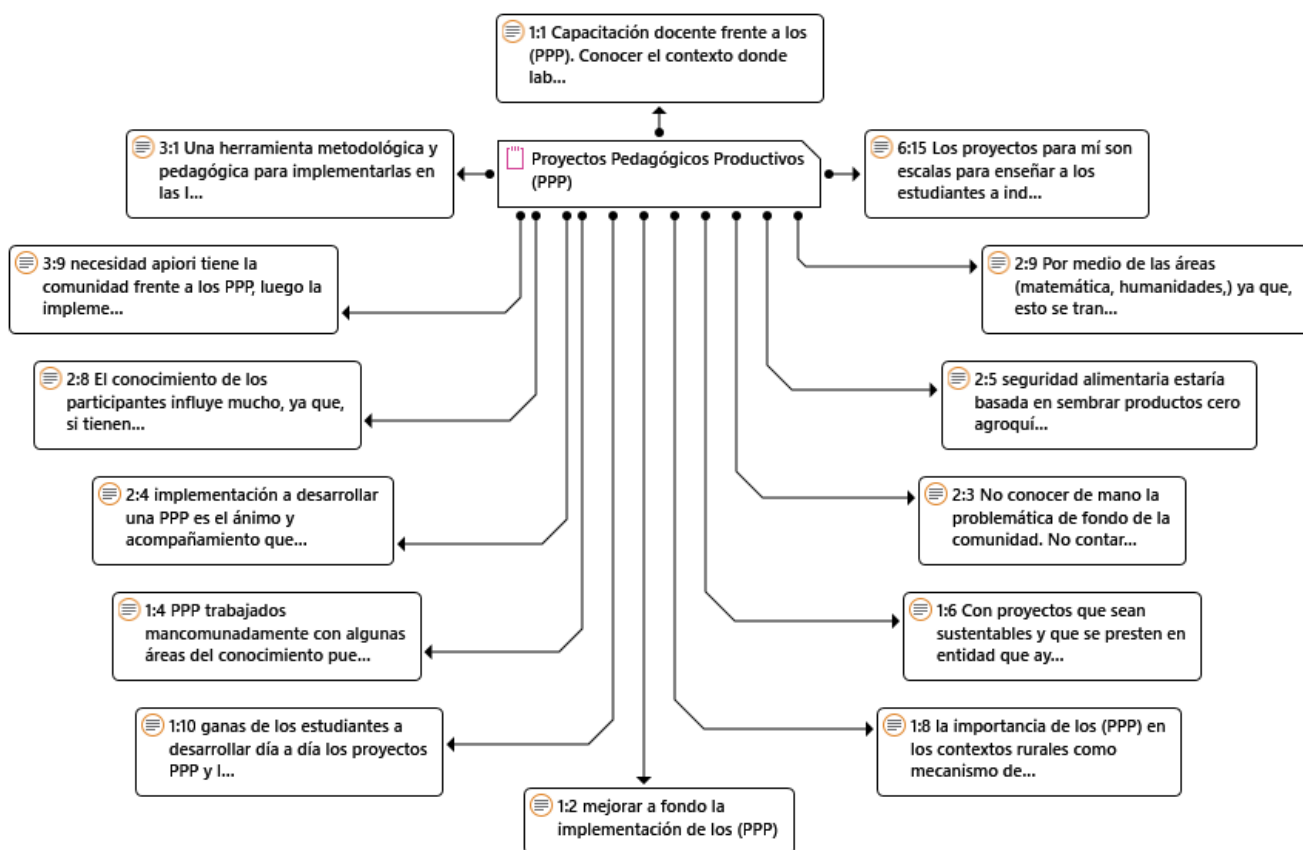 1:1 Capacitación docente frente a los
(PPP). Conocer el contexto donde
lab...
3:1 Una herramienta metodológica y
pedagógica para implementarlas en
las I...
Proyectos Pedagógicos Productivos
(PPP)
6:15 Los proyectos para mí son
escalas para enseñar a los
estudiantes a ind...
3:9 necesidad apiori tiene la
comunidad frente a los PPP, luego la
impleme...
2:9 Por medio de las áreas
(matemática, humanidades,) ya que,
esto se tran...
2:8 El conocimiento de los
participantes influye mucho, ya que,
si tienen...
2:5 seguridad alimentaria estaría
basada en sembrar productos cero
agroquí...
2:4 implementación a desarrollar
una PPP es el ánimo y
acompañamiento que...
2:3 No conocer de mano la
problemática de fondo de la
comunidad. No contar...
1:4 PPP trabajados
mancomunadamente con algunas
áreas del conocimiento pue...
1:6 Con proyectos que sean
sustentables y que se presten en
entidad que ay...
1:10 ganas de los estudiantes a
desarrollar día a día los proyectos
PPP y l...
1:8 la importancia de los (PPP) en
los contextos rurales como
mecanismo de...
1:2 mejorar a fondo la
implementación de los (PPP)